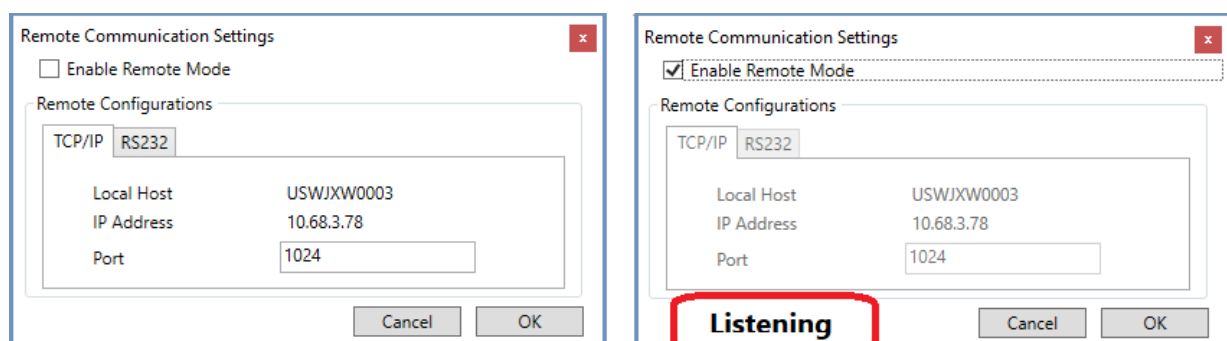 Remote Communication Settings
x
Enable Remote Mode
Remote Configurations
TCP/IP RS232
Local Host USWJXW0003
IP Address 10.68.3.78
Port 1024
Cancel OK
Remote Communication Settings
x
Enable Remote Mode
Remote Configurations
TCP/IP RS232
Local Host USWJXW0003
IP Address 10.68.3.78
Port 1024
Listening Cancel OK